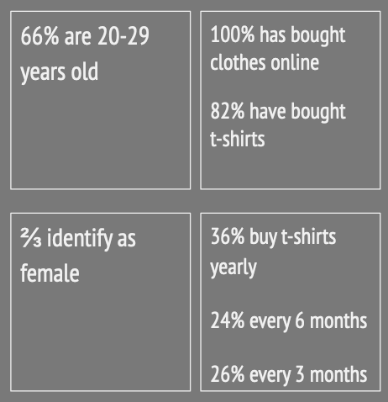 66% are 20-29
years old
100% has bought
clothes online
82% have bought
t-shirts
⅔ identify as
female
36% buy t-shirts
yearly
24% every 6 months
26% every 3 months